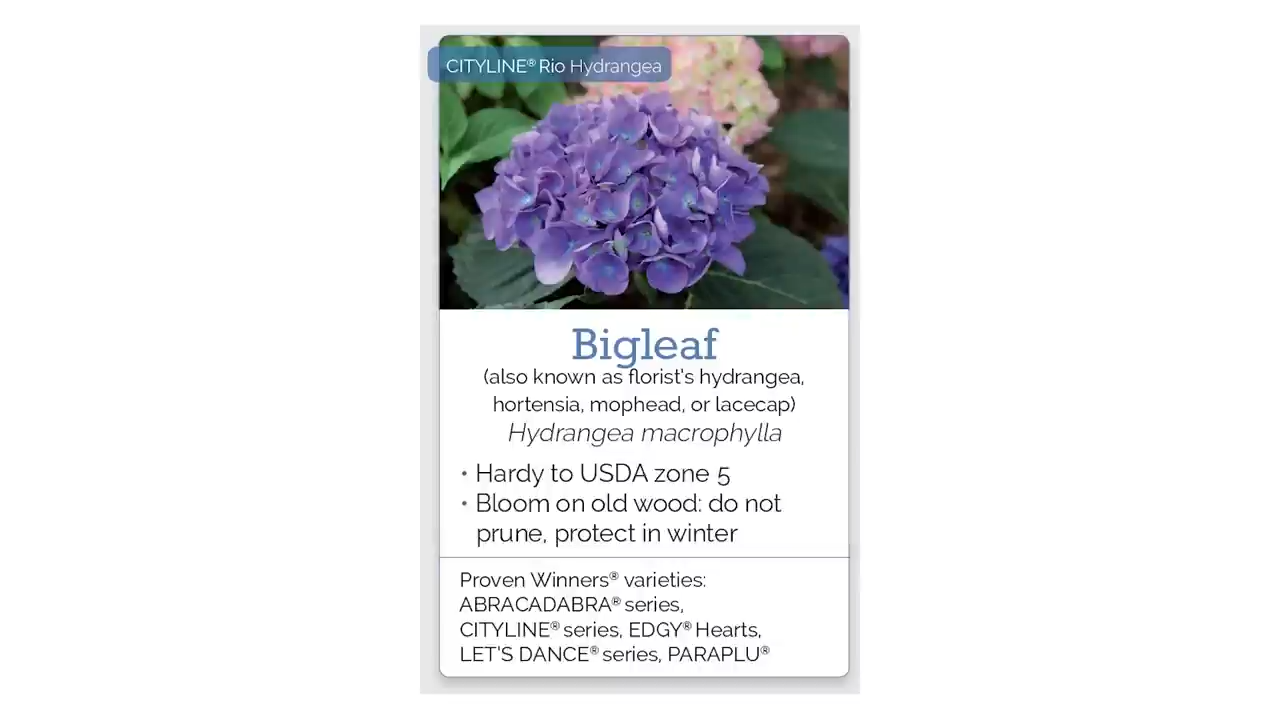 CITYLINE® Rio Hydrangea
Bigleaf
(also known as florist's hydrangea,
hortensia, mophead, or lacecap)
Hydrangea macrophylla
• Hardy to USDA zone 5
• Bloom on old wood: do not
prune, protect in winter
Proven Winners® varieties:
ABRACADABRA® series,
CITYLINE® series, EDGY® Hearts,
LET'S DANCE® series, PARAPLU®